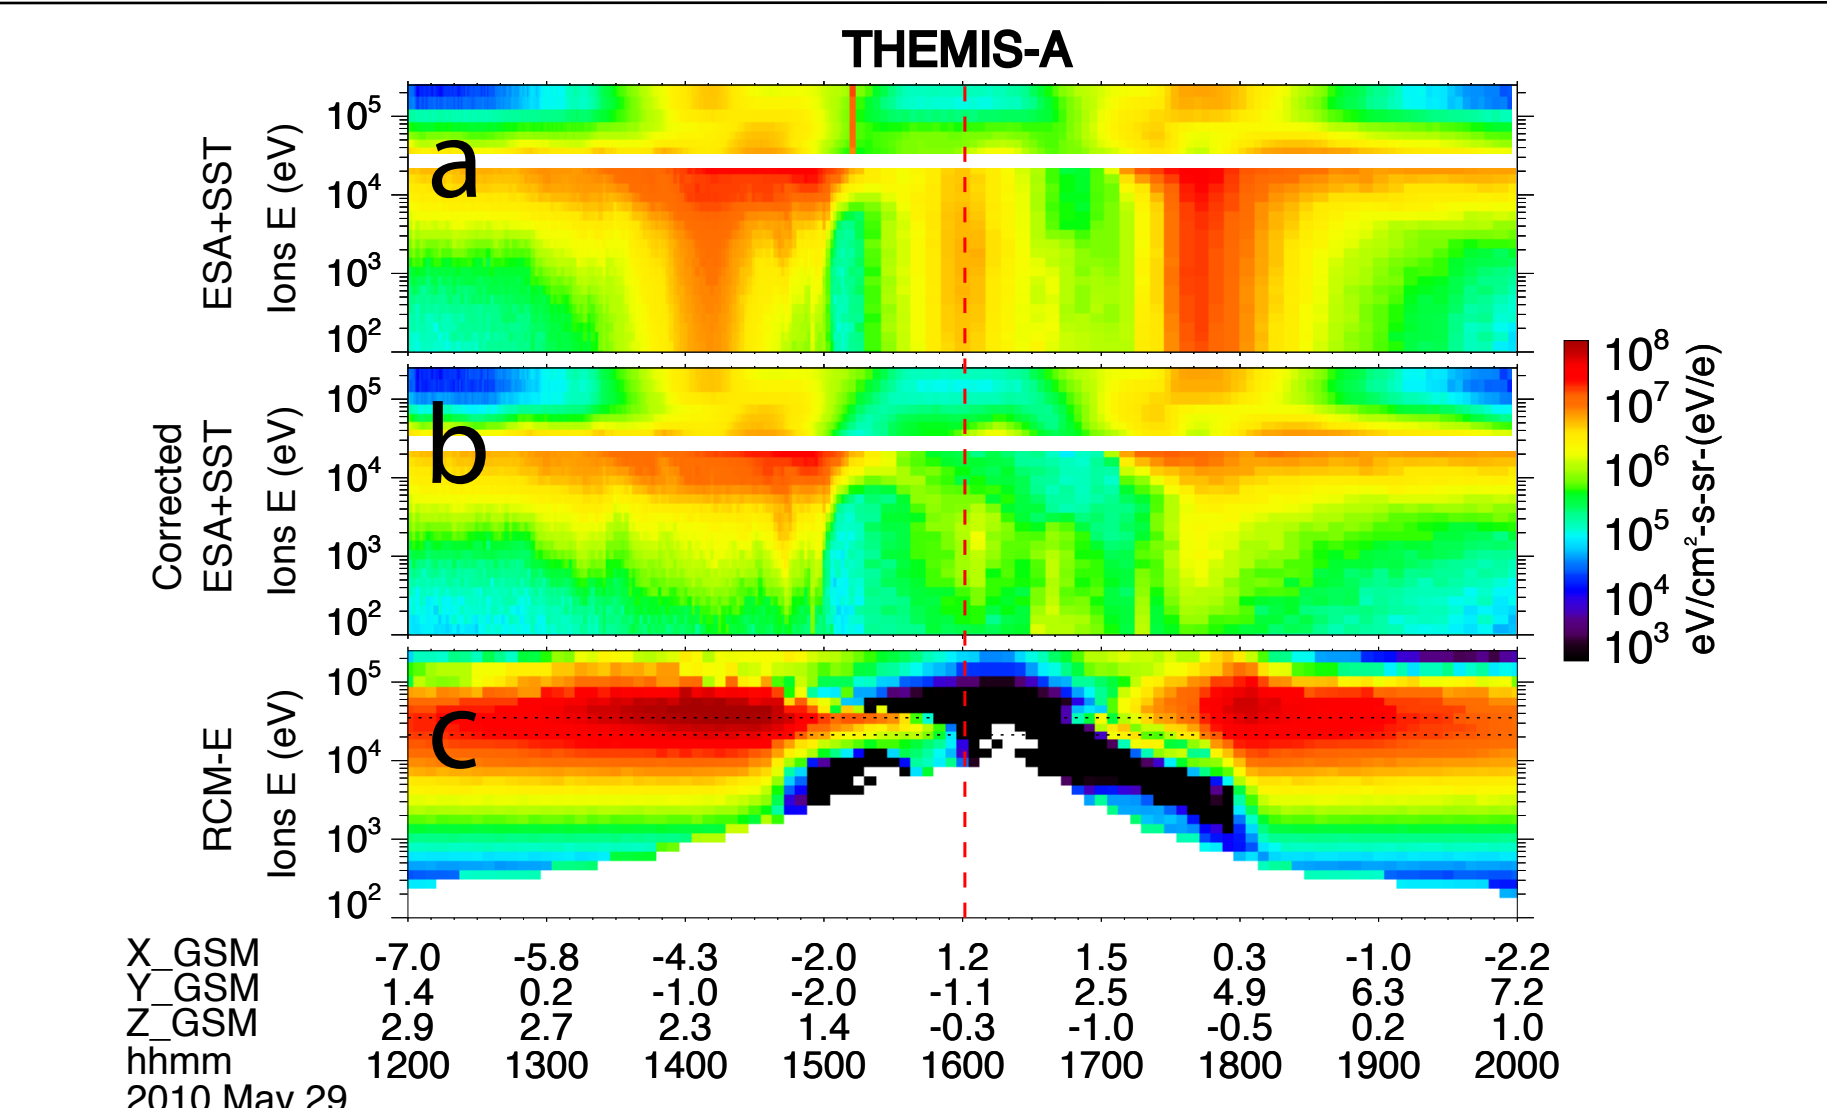 THEMIS-A
ESA+SST
Ions E (eV)
10^5
10^4
10^3
10^2
a
Corrected
ESA+SST
Ions E (eV)
10^5
10^4
10^3
10^2
b
RCM-E
Ions E (eV)
10^5
10^4
10^3
10^2
c
10^8
10^7
10^6
10^5
10^4
10^3
eV/cm²-s-sr-(eV/e)
X_GSM -7.0 -5.8 -4.3 -2.0 1.2 1.5 0.3 -1.0 -2.2
Y_GSM 1.4 0.2 -1.0 -2.0 -1.1 2.5 4.9 6.3 7.2
Z_GSM 2.9 2.7 2.3 1.4 -0.3 -1.0 -0.5 0.2 1.0
hhmm 1200 1300 1400 1500 1600 1700 1800 1900 2000
2010 May 29